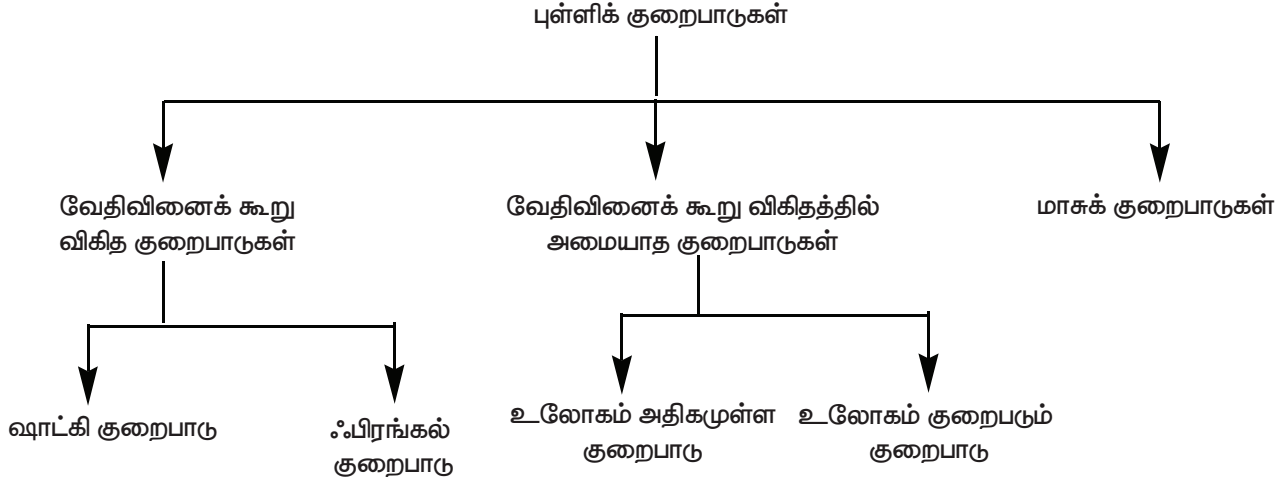 புள்ளிக் குறைபாடுகள்
வேதிவினைக் கூறு
விகித குறைபாடுகள்
வேதிவினைக் கூறு விகிதத்தில்
அமையாத குறைபாடுகள்
மாசுக் குறைபாடுகள்
ஷாட்கி குறைபாடு
ஃபிரங்கல்
குறைபாடு
உலோகம் அதிகமுள்ள
குறைபாடு
உலோகம் குறைபடும்
குறைபாடு